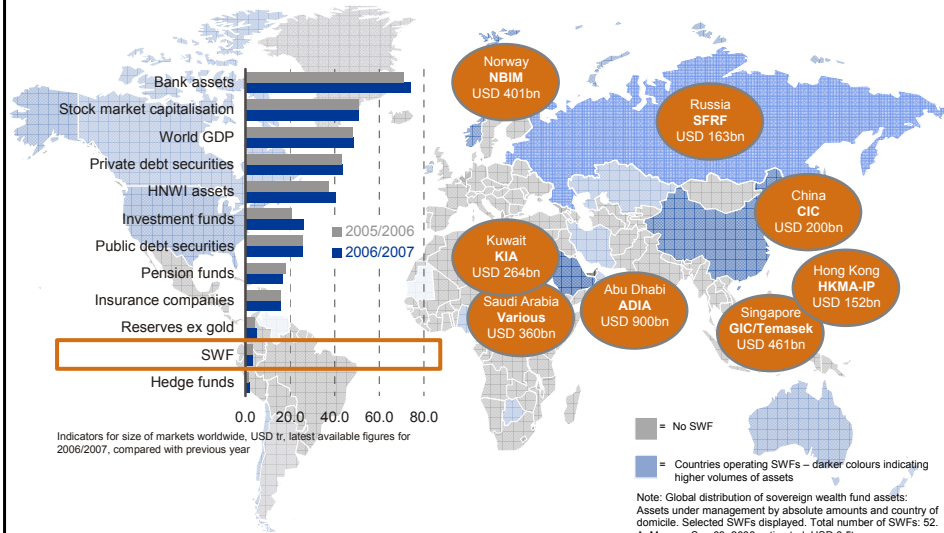 Bank assets
Stock market capitalisation
World GDP
Private debt securities
HNWI assets
Investment funds
Public debt securities
Pension funds
Insurance companies
Reserves ex gold
SWF
Hedge funds
0.0 20.0 40.0 60.0 80.0
2005/2006
2006/2007
Indicators for size of markets worldwide, USD tr, latest available figures for
2006/2007, compared with previous year
Norway
NBIM
USD 401bn
Russia
SFRF
USD 163bn
China
CIC
USD 200bn
Kuwait
KIA
USD 264bn
Hong Kong
HKMA-IP
USD 152bn
Saudi Arabia
Various
USD 360bn
Abu Dhabi
ADIA
USD 900bn
Singapore
GIC/Temasek
USD 461bn
= No SWF
= Countries operating SWFs – darker colours indicating
higher volumes of assets
Note: Global distribution of sovereign wealth fund assets:
Assets under management by absolute amounts and country of
domicile. Selected SWFs displayed. Total number of SWFs: 52.